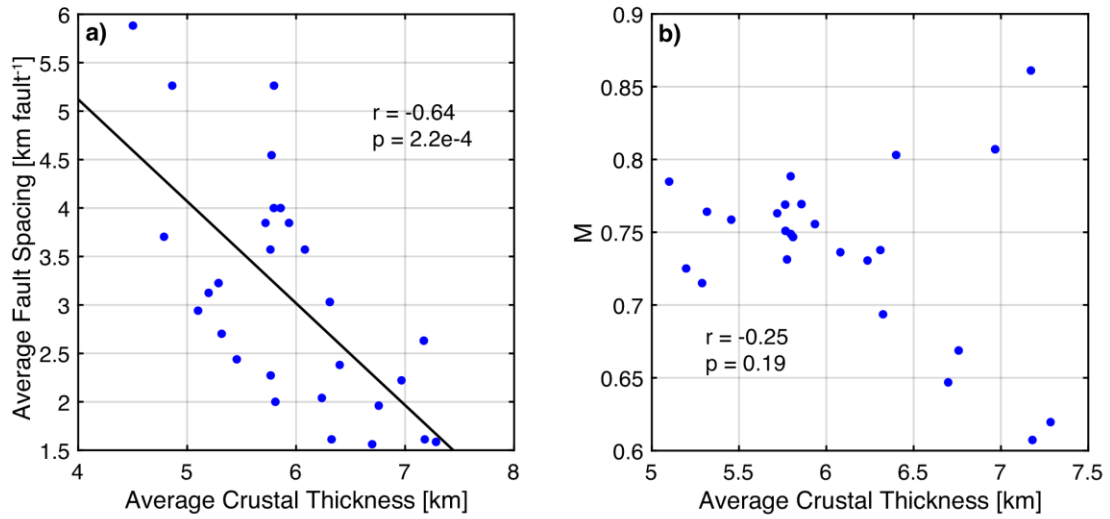 a)
r = -0.64
p = 2.2e-4
Average Fault Spacing [km fault⁻¹]
6
5.5
5
4.5
4
3.5
3
2.5
2
1.5
4 5 6 7 8
Average Crustal Thickness [km]
b)
r = -0.25
p = 0.19
M
0.9
0.85
0.8
0.75
0.7
0.65
0.6
5 5.5 6 6.5 7 7.5
Average Crustal Thickness [km]